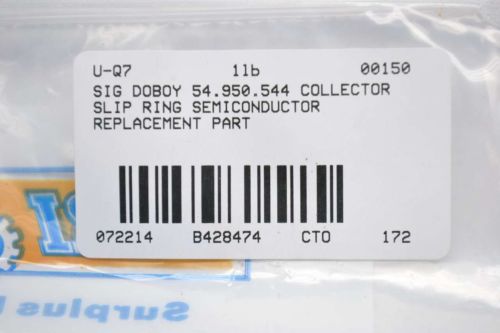 U-Q7 1lb 00150
SIG DOBOY 54.950.544 COLLECTOR
SLIP RING SEMICONDUCTOR
REPLACEMENT PART
072214 B428474 CTO 172
Surplus